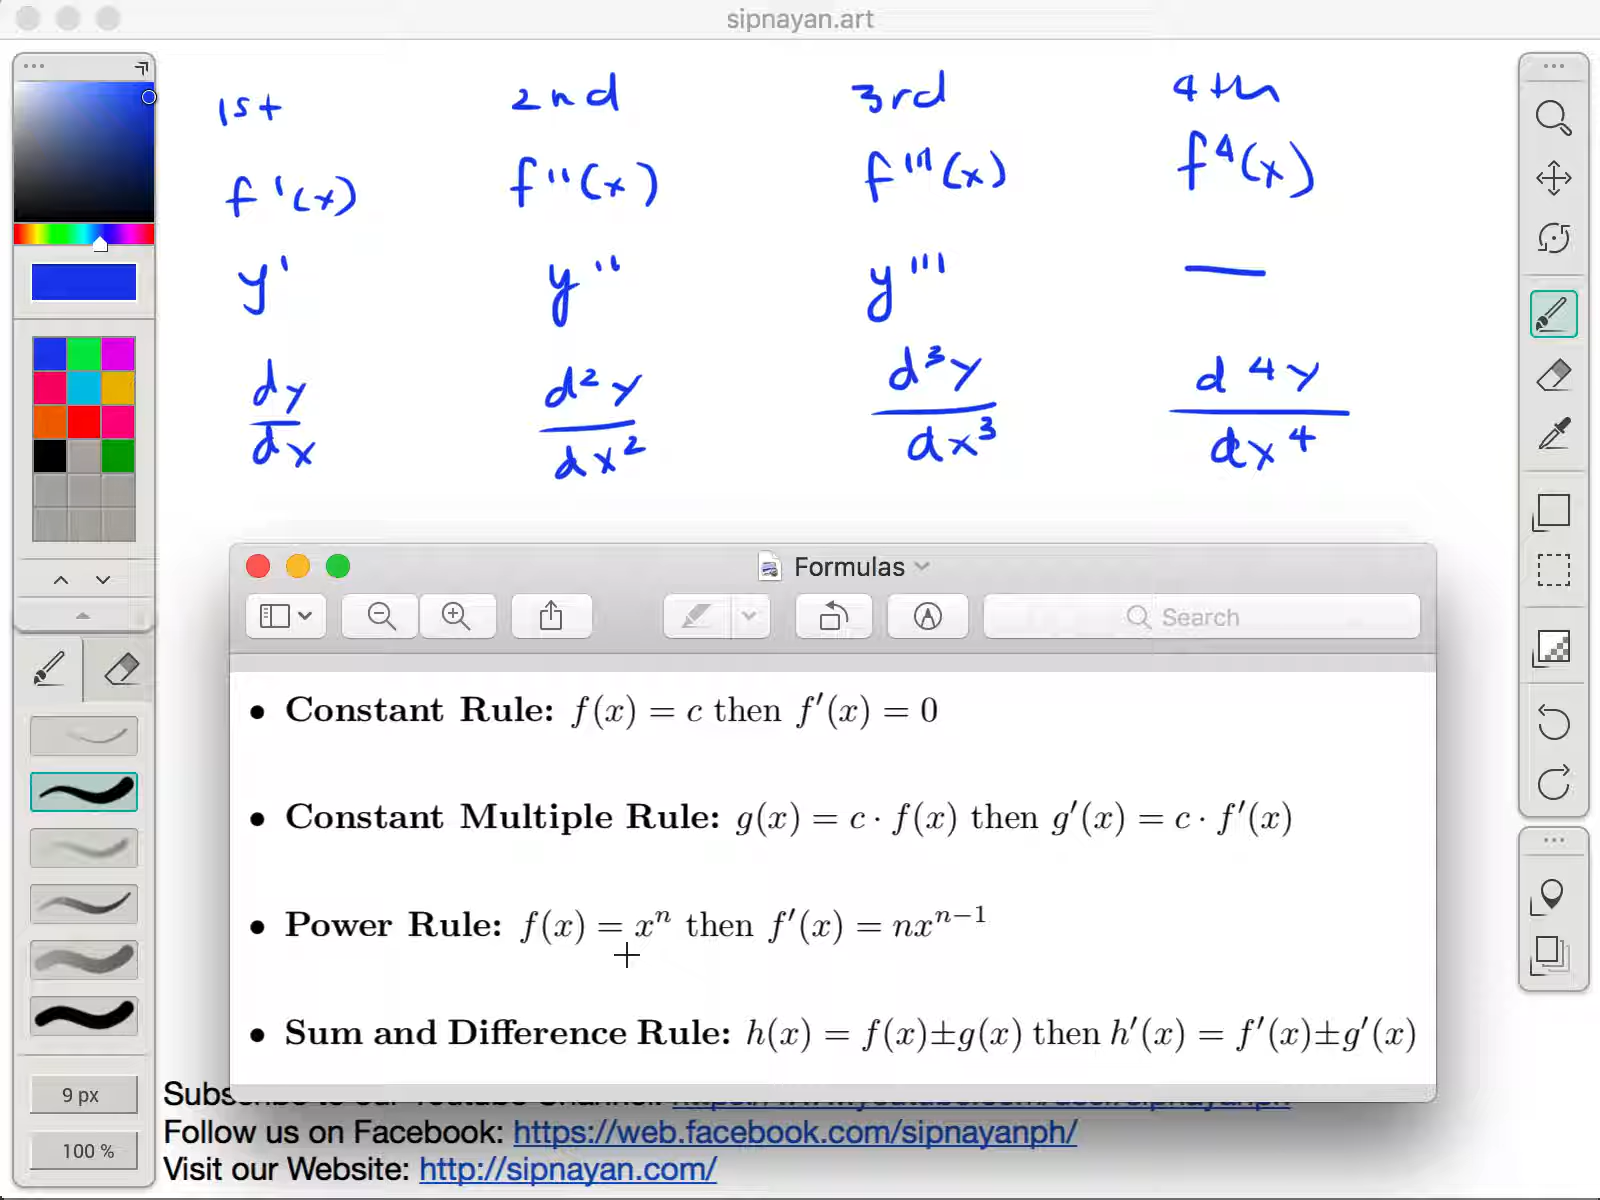 sipnayan.art
1st 2nd 3rd 4th
f'(x) f''(x) f'''(x) f⁴(x)
y' y'' y''' —
dy/dx d²y/dx² d³y/dx³ d⁴y/dx⁴
Formulas
Search
• Constant Rule: f(x) = c then f′(x) = 0
• Constant Multiple Rule: g(x) = c · f(x) then g′(x) = c · f′(x)
• Power Rule: f(x) = xⁿ then f′(x) = nxⁿ⁻¹
• Sum and Difference Rule: h(x) = f(x)±g(x) then h′(x) = f′(x)±g′(x)
9 px
100 %
Follow us on Facebook: https://web.facebook.com/sipnayanph/
Visit our Website: http://sipnayan.com/